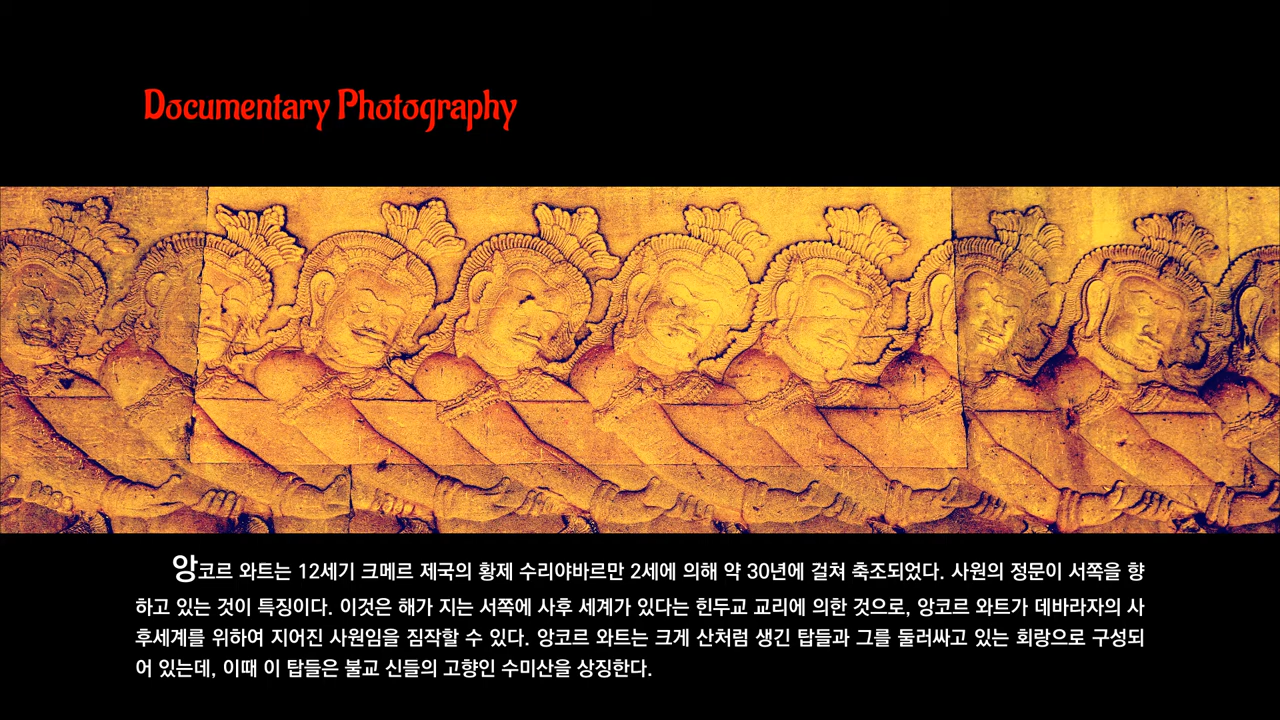 Documentary Photography
앙코르 와트는 12세기 크메르 제국의 황제 수리야바르만 2세에 의해 약 30년에 걸쳐 축조되었다. 사원의 정문이 서쪽을 향
하고 있는 것이 특징이다. 이것은 해가 지는 서쪽에 사후 세계가 있다는 힌두교 교리에 의한 것으로, 앙코르 와트가 데바라자의 사
후세계를 위하여 지어진 사원임을 짐작할 수 있다. 앙코르 와트는 크게 산처럼 생긴 탑들과 그를 둘러싸고 있는 회랑으로 구성되
어 있는데, 이때 이 탑들은 불교 신들의 고향인 수미산을 상징한다.